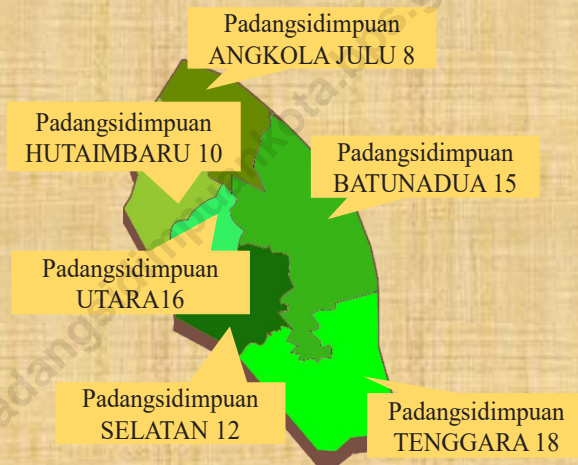 Padangsidimpuan
ANGKOLA JULU 8
Padangsidimpuan
HUTAIMBARU 10
Padangsidimpuan
BATUNADUA 15
Padangsidimpuan
UTARA16
Padangsidimpuan
SELATAN 12
Padangsidimpuan
TENGGARA 18